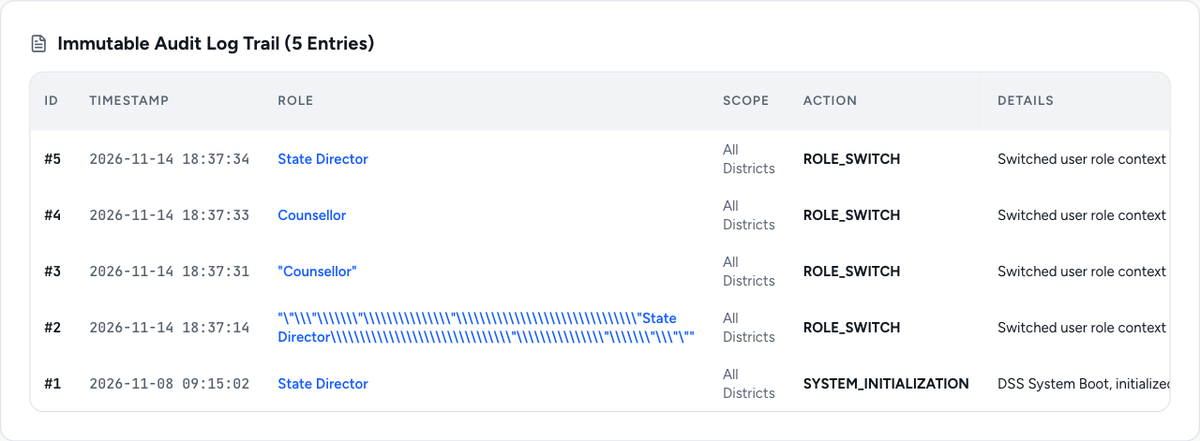 Immutable Audit Log Trail (5 Entries)
ID TIMESTAMP ROLE SCOPE ACTION DETAILS
#5 2026-11-14 18:37:34 State Director All Districts ROLE_SWITCH Switched user role context
#4 2026-11-14 18:37:33 Counsellor All Districts ROLE_SWITCH Switched user role context
#3 2026-11-14 18:37:31 "Counsellor" All Districts ROLE_SWITCH Switched user role context
#2 2026-11-14 18:37:14 "\"\\\"\\\\\\\"\\\\\\\\\\\\\\\"\\\\\\\\\\\\\\\\\\\\\\\\\\\\\\\"State
Director\\\\\\\\\\\\\\\\\\\\\\\\\\\\\\\"\\\\\\\\\\\\\\\"\\\\\\\"\\\"\"" All Districts ROLE_SWITCH Switched user role context
#1 2026-11-08 09:15:02 State Director All Districts SYSTEM_INITIALIZATION DSS System Boot, initialized